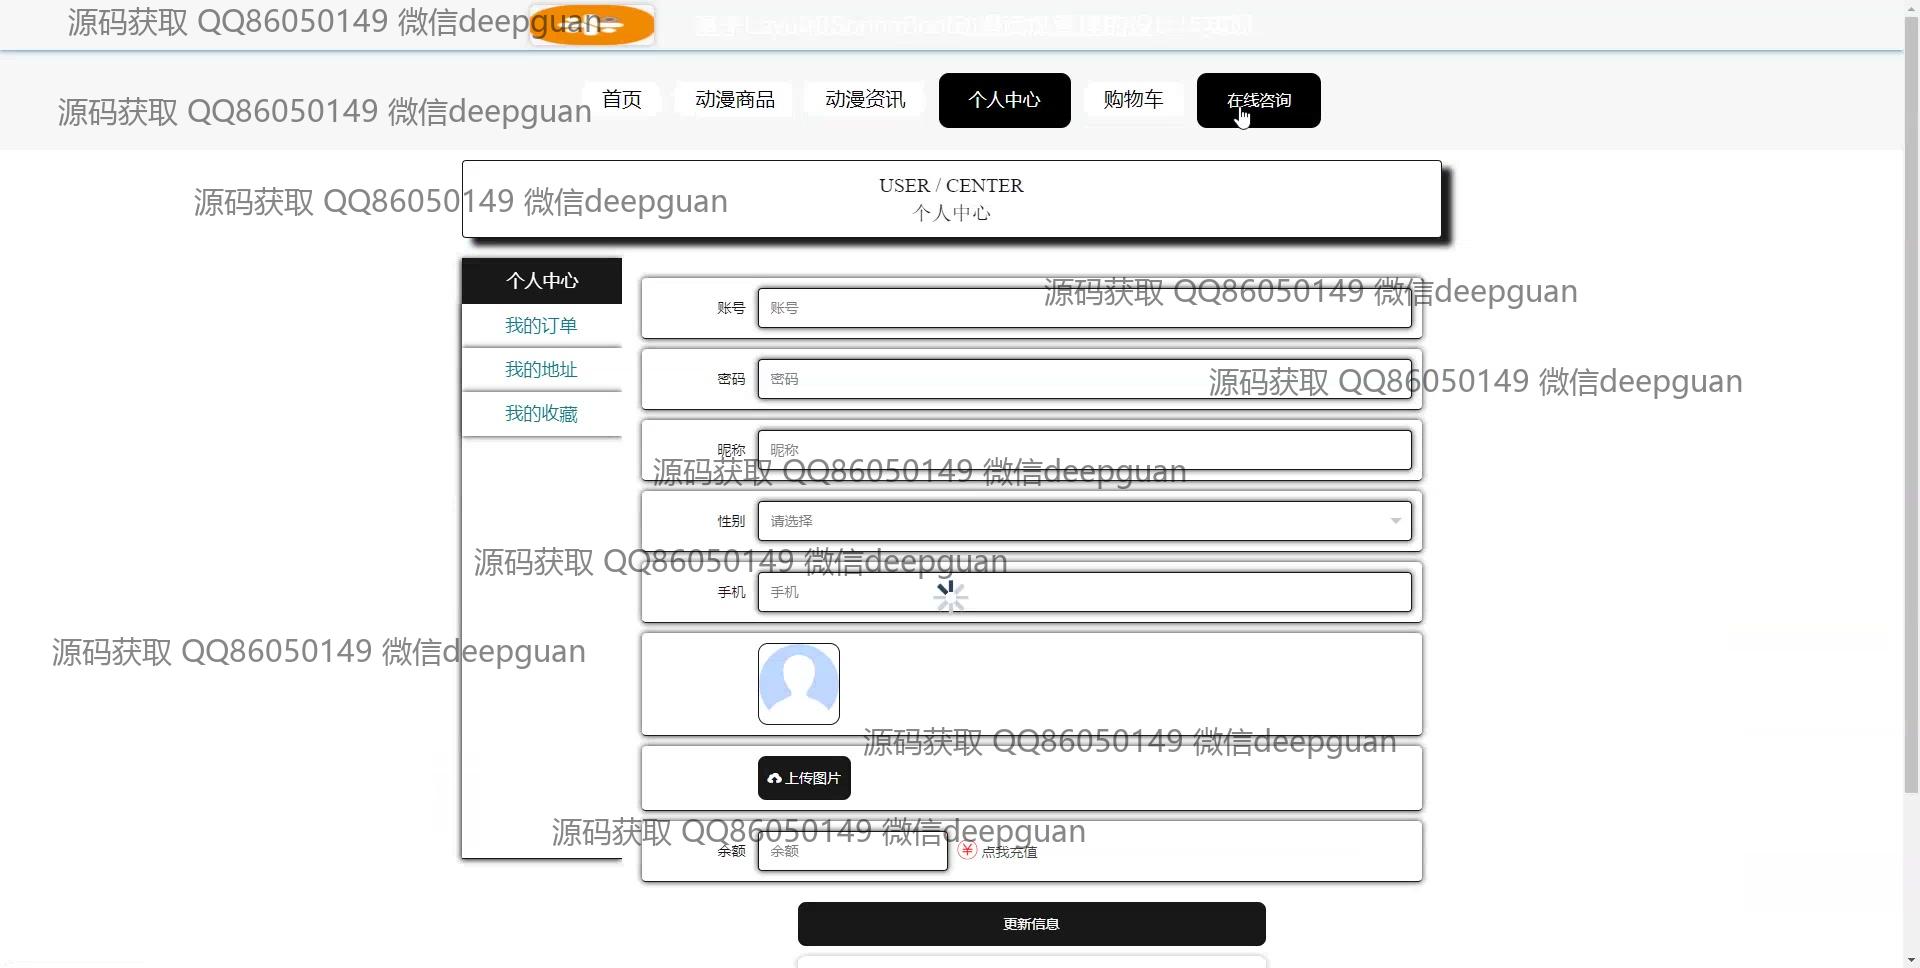 源码获取 QQ86050149 微信deepguan
首页 动漫商品 动漫资讯 个人中心 购物车 在线咨询
源码获取 QQ86050149 微信deepguan
USER / CENTER
源码获取 QQ86050149 微信deepguan
个人中心
个人中心
源码获取 QQ86050149 微信deepguan
账号 账号
我的订单
我的地址
密码 密码
源码获取 QQ86050149 微信deepguan
我的收藏
昵称 昵称
源码获取 QQ86050149 微信deepguan
性别 请选择
源码获取 QQ86050149 微信deepguan
手机 手机
源码获取 QQ86050149 微信deepguan
源码获取 QQ86050149 微信deepguan
上传图片
源码获取 QQ86050149 微信deepguan
余额 余额 点我充值
更新信息